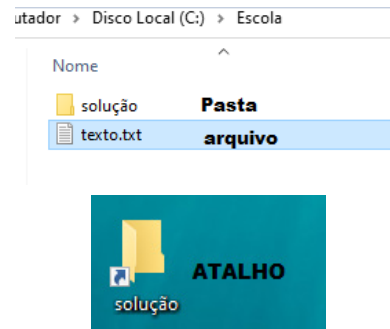 utador > Disco Local (C:) > Escola
Nome
solução Pasta
texto.txt arquivo
ATALHO
solução